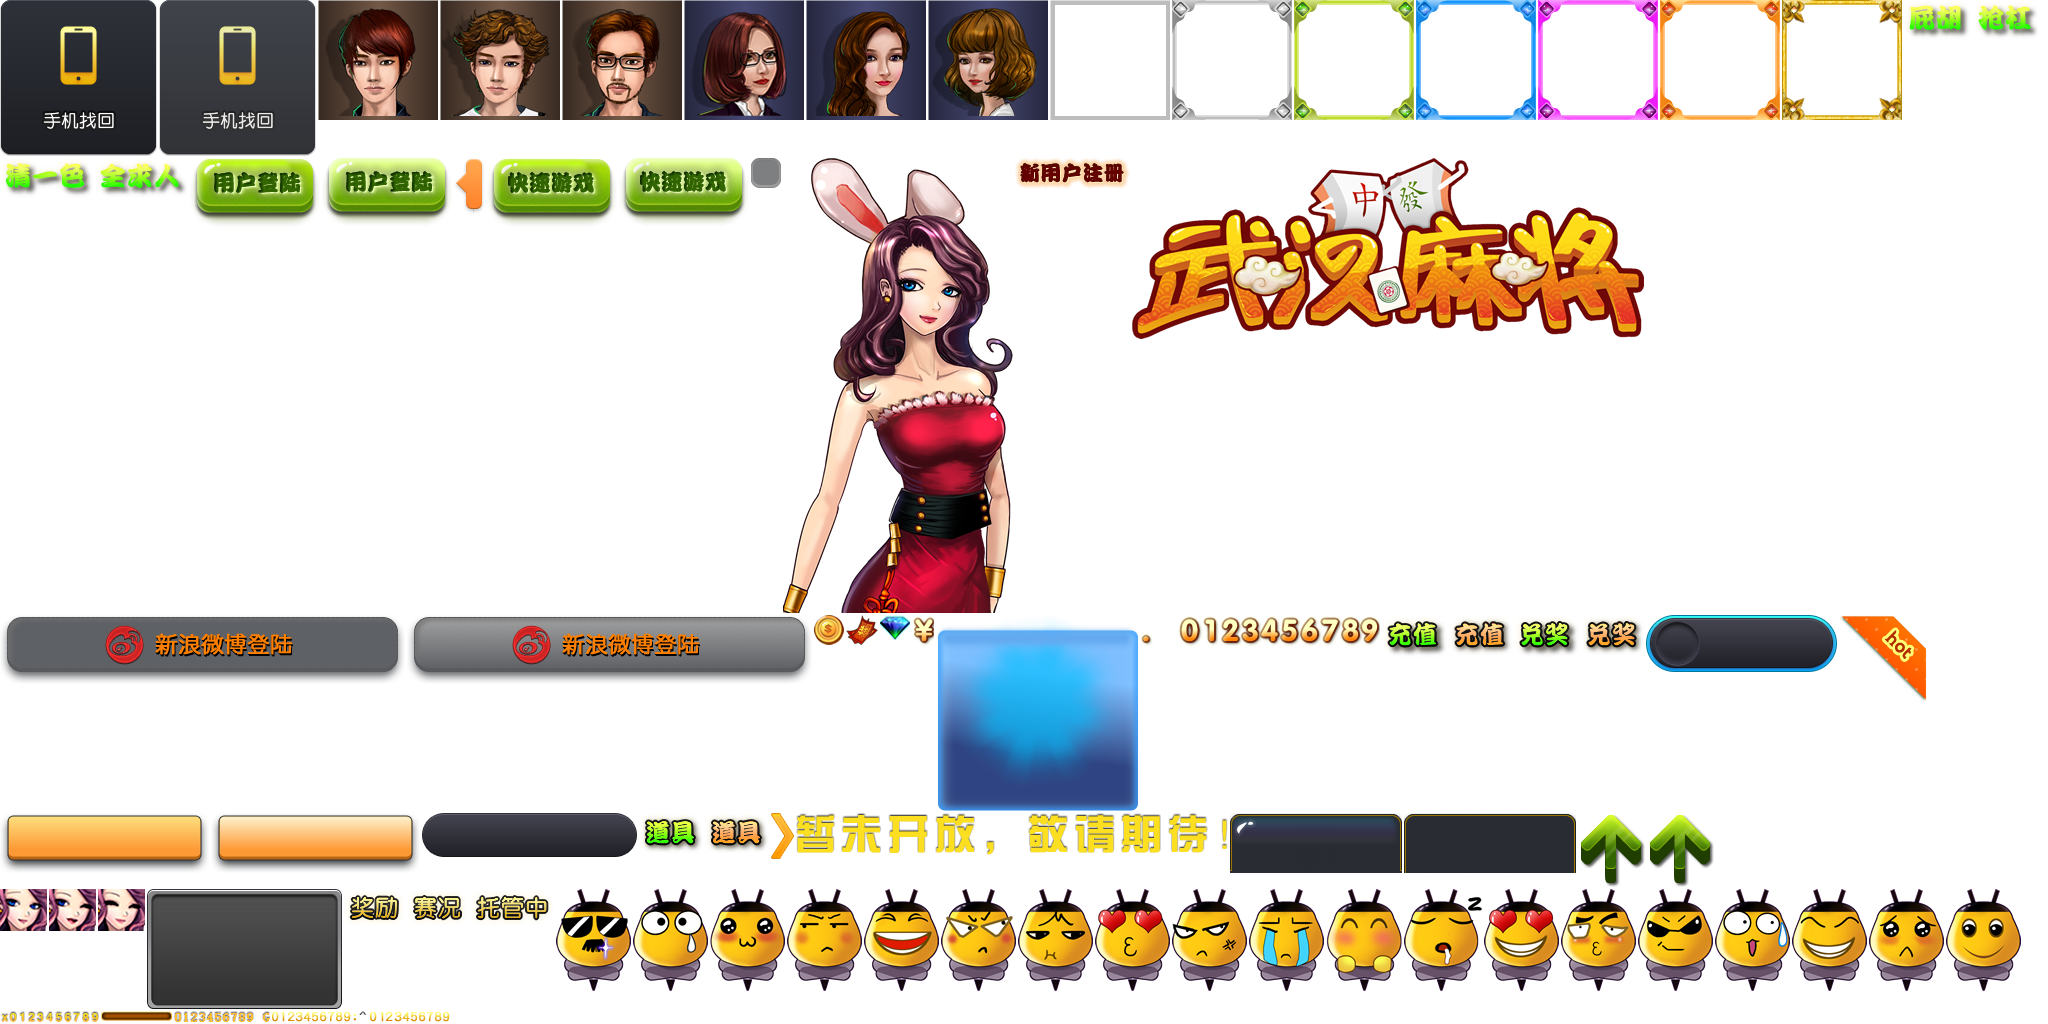 手机找回
手机找回
屁胡 抢杠
清一色 全求人
用户登陆
用户登陆
快速游戏
快速游戏
新用户注册
中 發
武汉麻将
新浪微博登陆
新浪微博登陆
¥
.
0123456789
充值
充值
兑奖
兑奖
hot
道具
道具
暂未开放，敬请期待！
奖励
赛况
托管中
z
x0123456789
0123456789
0123456789
0123456789